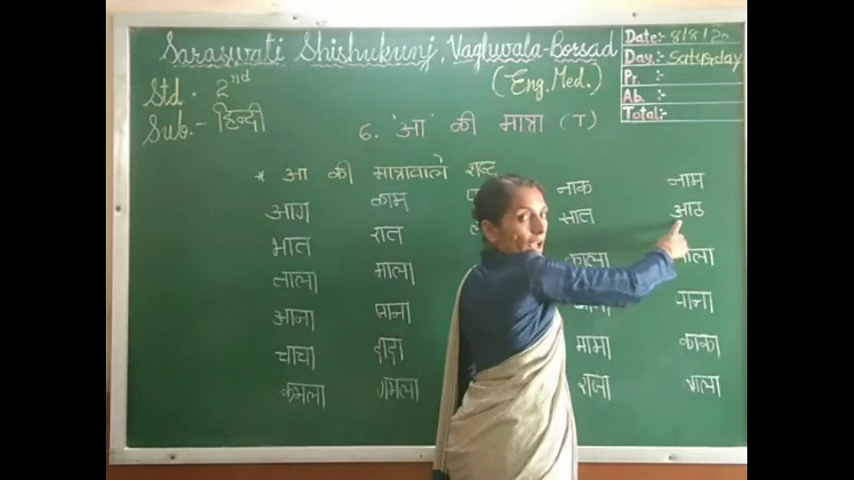 Saraswati Shishukunj, Vaghwala-Borsad
(Eng. Med.)
Date:- 8/8/20
Day:- Saturday
Pr. :-
Ab. :-
Total:-
Std. 2nd
Sub. - हिन्दी
6. 'आ' की मात्रा (ा)
* आ की मात्रावाले शब्द
आग काम नाक नाम
भात रात सात आठ
ताला माला काला
आना पाना
चाचा दादा मामा काका
कमला गमला राजा